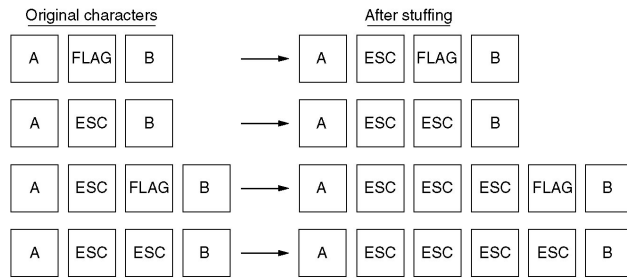 Original characters After stuffing
A FLAG B A ESC FLAG B
A ESC B A ESC ESC B
A ESC FLAG B A ESC ESC ESC FLAG B
A ESC ESC B A ESC ESC ESC ESC B